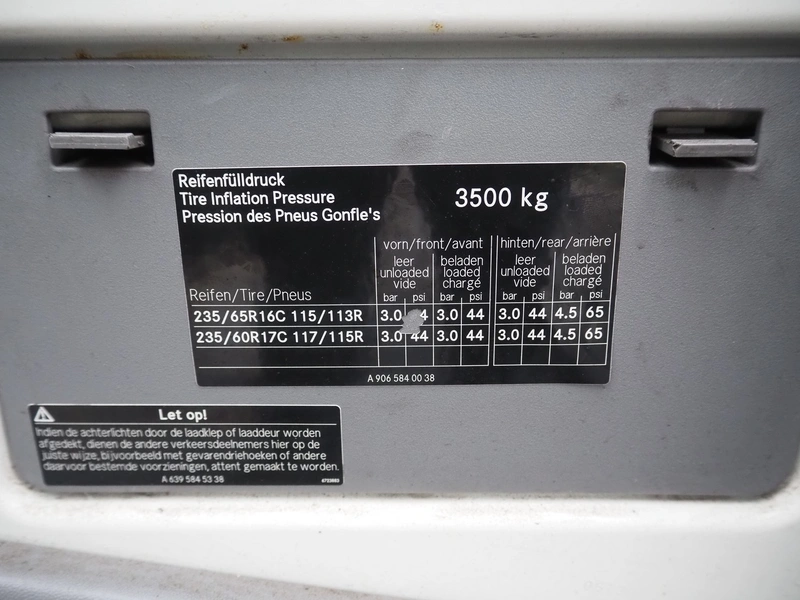 Reifenfülldruck
Tire Inflation Pressure
Pression des Pneus Gonfle's
3500 kg
vorn/front/avant hinten/rear/arrière
leer beladen leer beladen
unloaded loaded unloaded loaded
vide chargé vide chargé
Reifen/Tire/Pneus bar psi bar psi bar psi bar psi
235/65R16C 115/113R 3.0 4 3.0 44 3.0 44 4.5 65
235/60R17C 117/115R 3.0 44 3.0 44 3.0 44 4.5 65
A 906 584 00 38
Let op!
Indien de achterlichten door de laadklep of laaddeur worden
afgedekt, dienen de andere verkeersdeelnemers hier op de
juiste wijze, bijvoorbeeld met gevarendriehoeken of andere
daarvoor bestemde voorzieningen, attent gemaakt te worden.
A 639 584 53 38